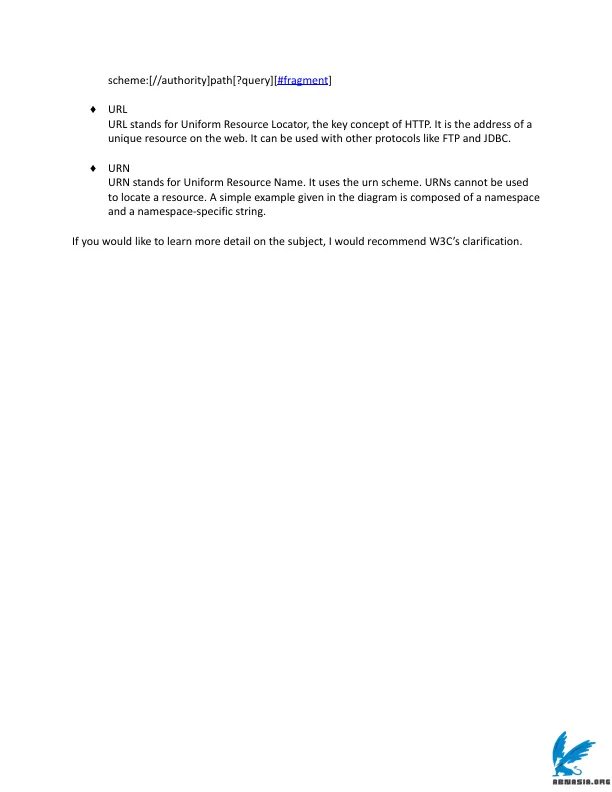 scheme:[//authority]path[?query][#fragment]
♦ URL
URL stands for Uniform Resource Locator, the key concept of HTTP. It is the address of a
unique resource on the web. It can be used with other protocols like FTP and JDBC.
♦ URN
URN stands for Uniform Resource Name. It uses the urn scheme. URNs cannot be used
to locate a resource. A simple example given in the diagram is composed of a namespace
and a namespace-specific string.
If you would like to learn more detail on the subject, I would recommend W3C’s clarification.
ABNASIA.ORG